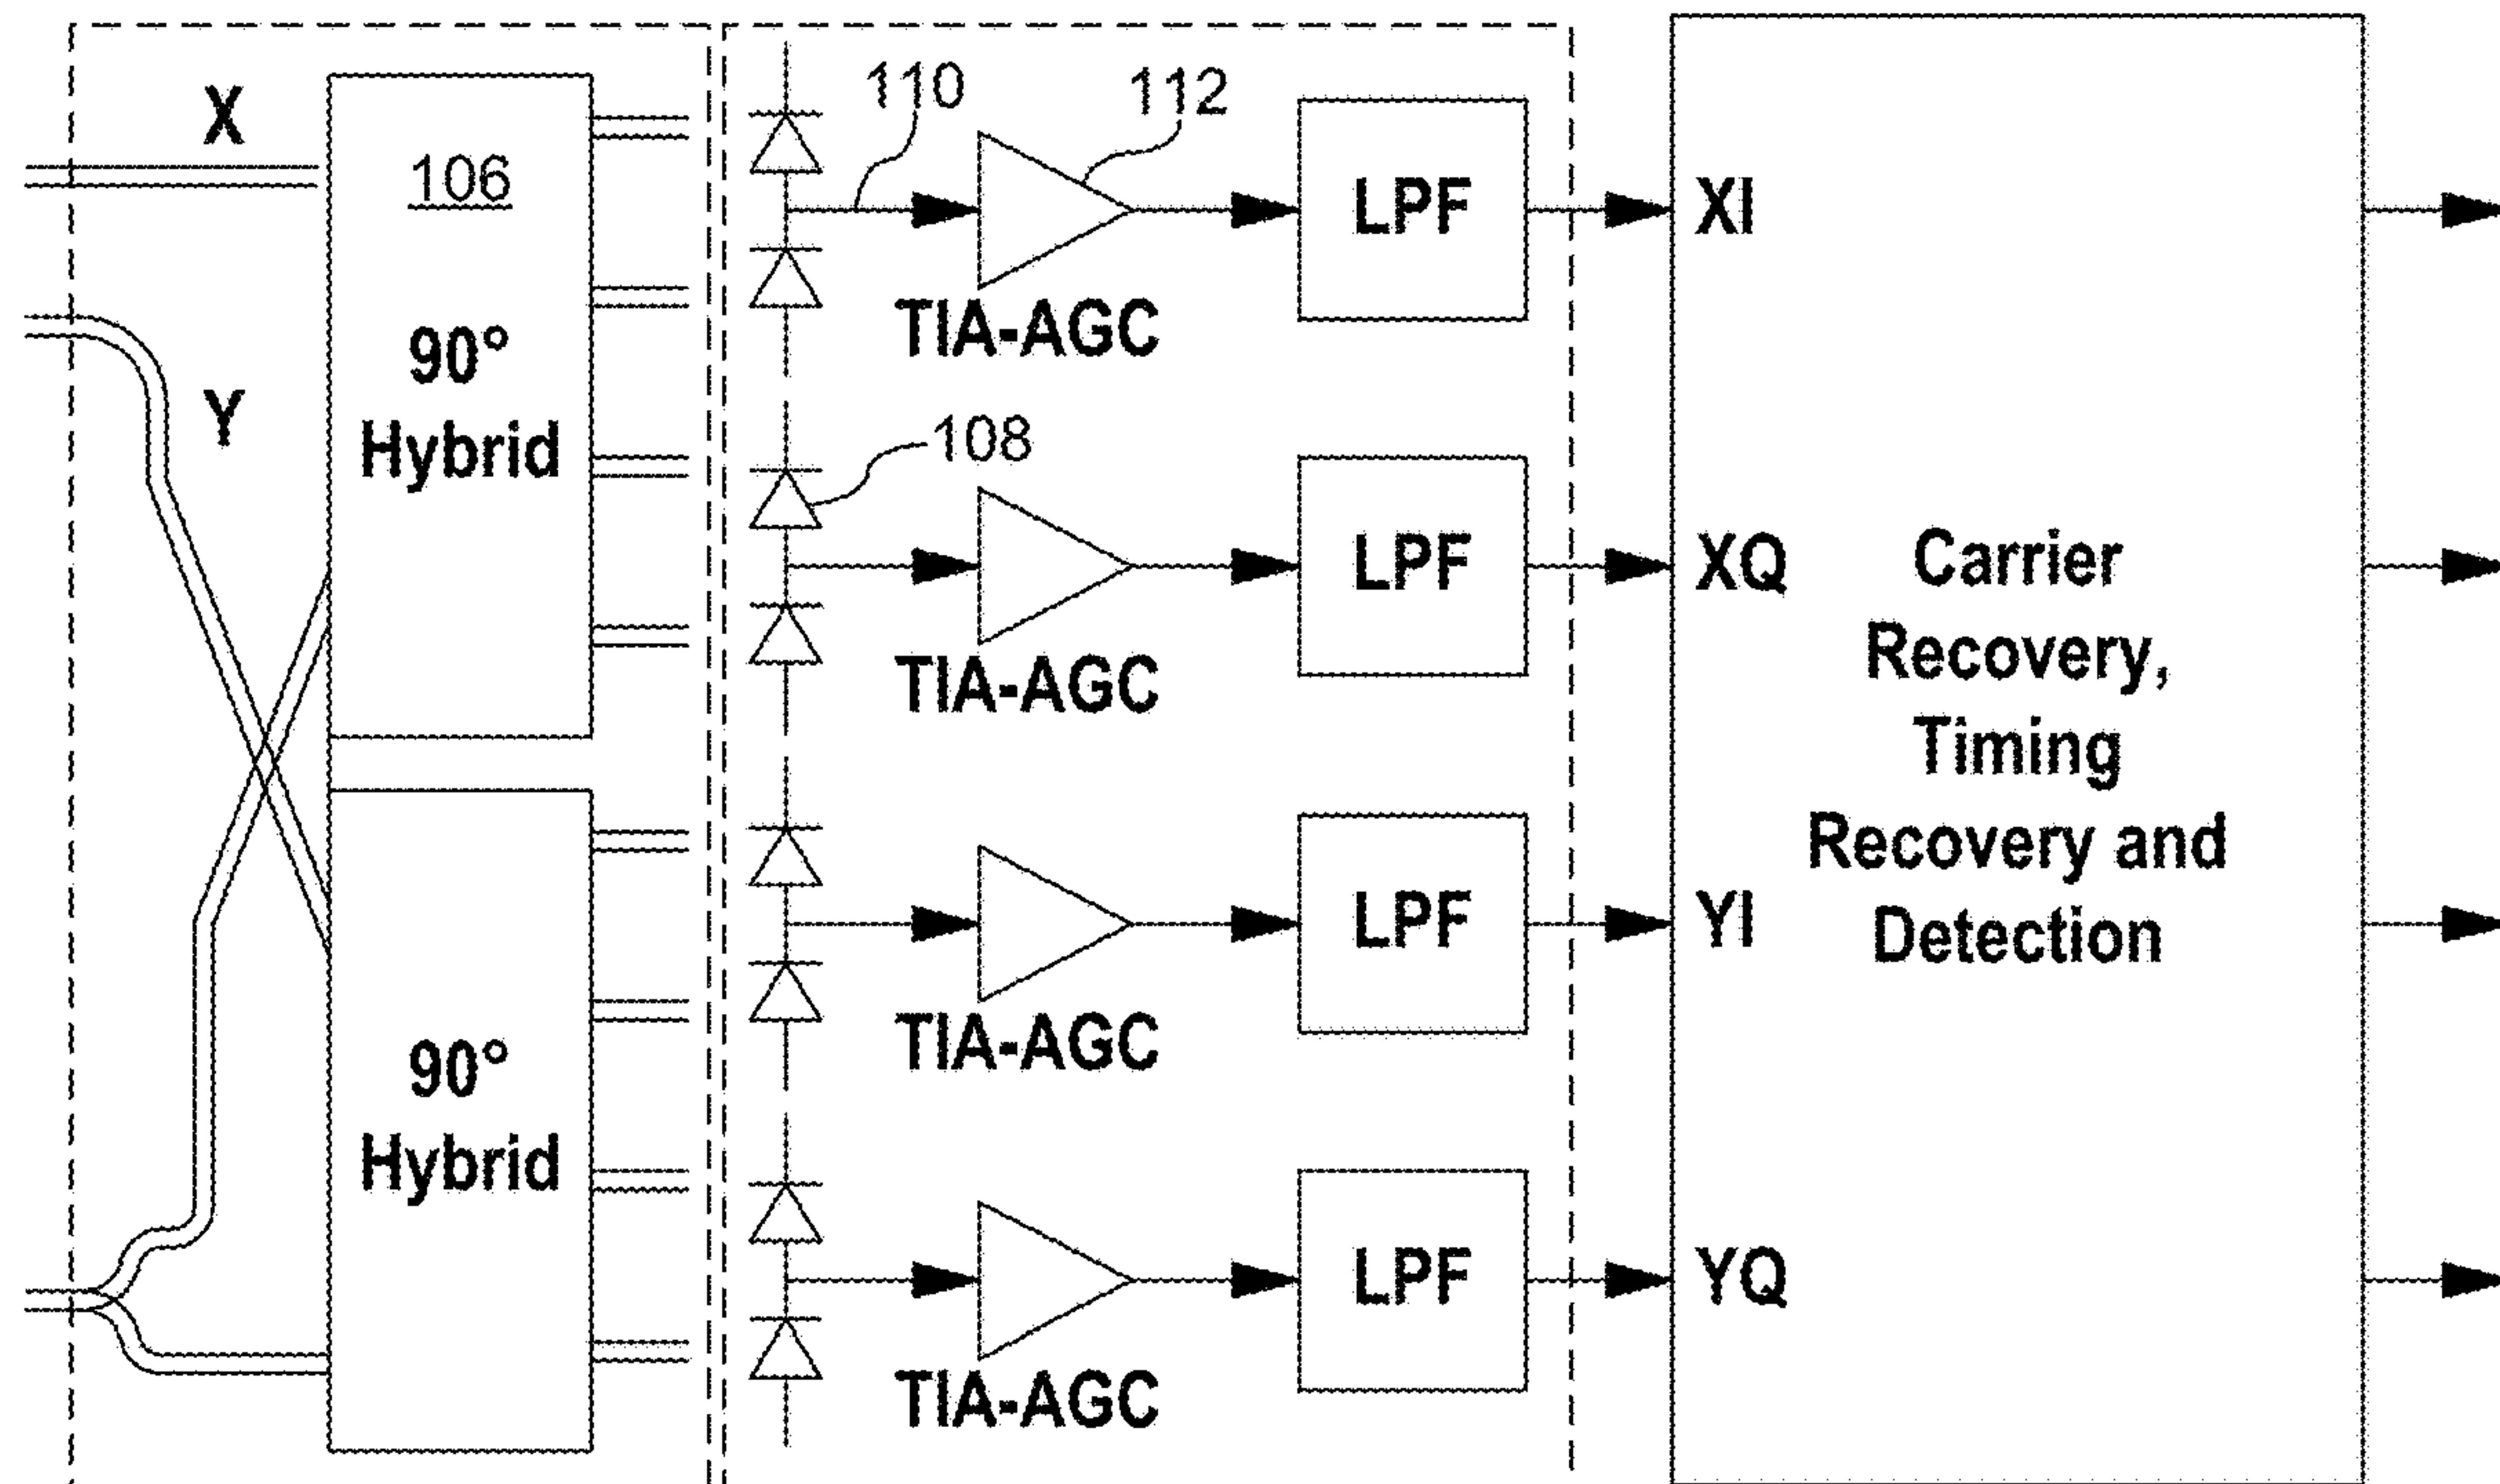 X
106
90°
Hybrid
Y
90°
Hybrid
110
112
TIA-AGC
LPF
XI
108
TIA-AGC
LPF
XQ
TIA-AGC
LPF
YI
TIA-AGC
LPF
YQ
Carrier
Recovery,
Timing
Recovery and
Detection